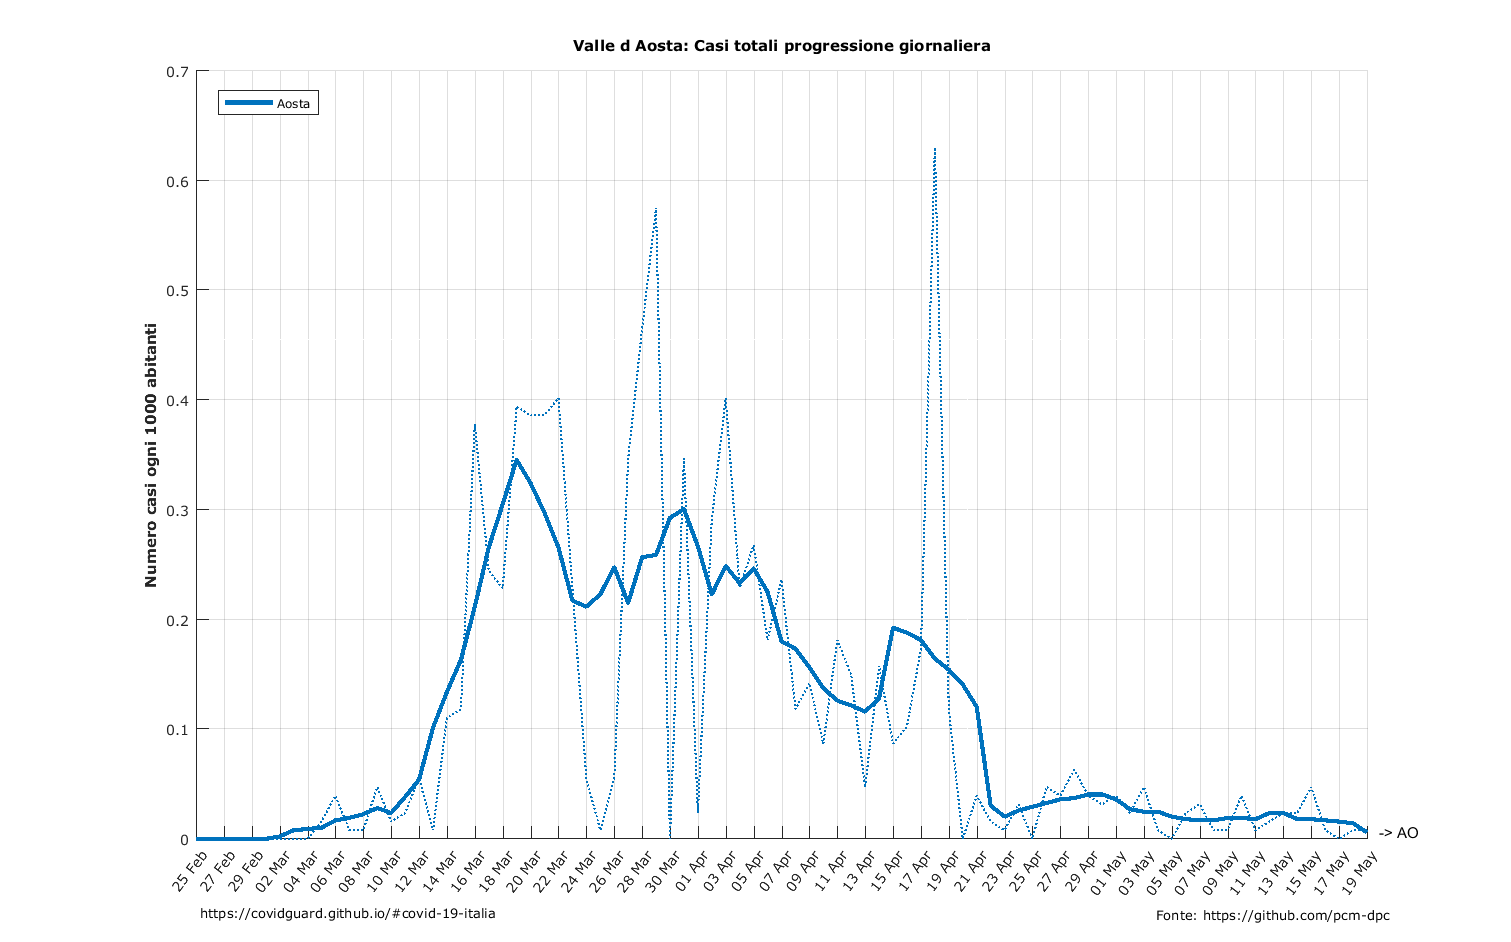 Valle d Aosta: Casi totali progressione giornaliera
Aosta
Numero casi ogni 1000 abitanti
0.7
0.6
0.5
0.4
0.3
0.2
0.1
0
-> AO
25 Feb
27 Feb
29 Feb
02 Mar
04 Mar
06 Mar
08 Mar
10 Mar
12 Mar
14 Mar
16 Mar
18 Mar
20 Mar
22 Mar
24 Mar
26 Mar
28 Mar
30 Mar
01 Apr
03 Apr
05 Apr
07 Apr
09 Apr
11 Apr
13 Apr
15 Apr
17 Apr
19 Apr
21 Apr
23 Apr
25 Apr
27 Apr
29 Apr
01 May
03 May
05 May
07 May
09 May
11 May
13 May
15 May
17 May
19 May
https://covidguard.github.io/#covid-19-italia
Fonte: https://github.com/pcm-dpc